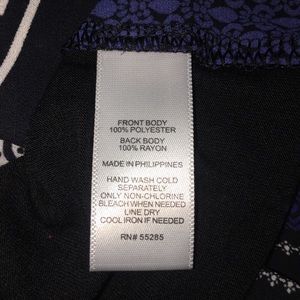 FRONT BODY
100% POLYESTER
BACK BODY
100% RAYON
MADE IN PHILIPPINES
HAND WASH COLD
SEPARATELY
ONLY NON-CHLORINE
BLEACH WHEN NEEDED
LINE DRY
COOL IRON IF NEEDED
RN# 55285